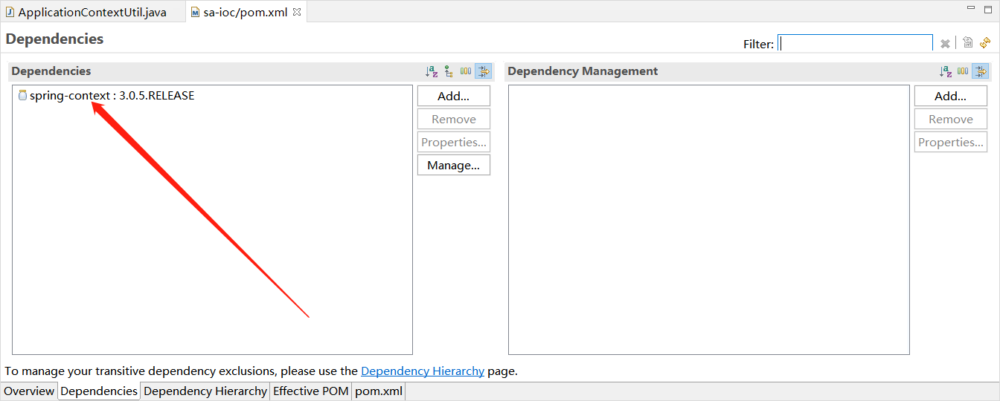 ApplicationContextUtil.java
sa-ioc/pom.xml
Dependencies
Filter:
Dependencies
spring-context : 3.0.5.RELEASE
Add...
Remove
Properties...
Manage...
Dependency Management
Add...
Remove
Properties...
To manage your transitive dependency exclusions, please use the Dependency Hierarchy page.
Overview Dependencies Dependency Hierarchy Effective POM pom.xml